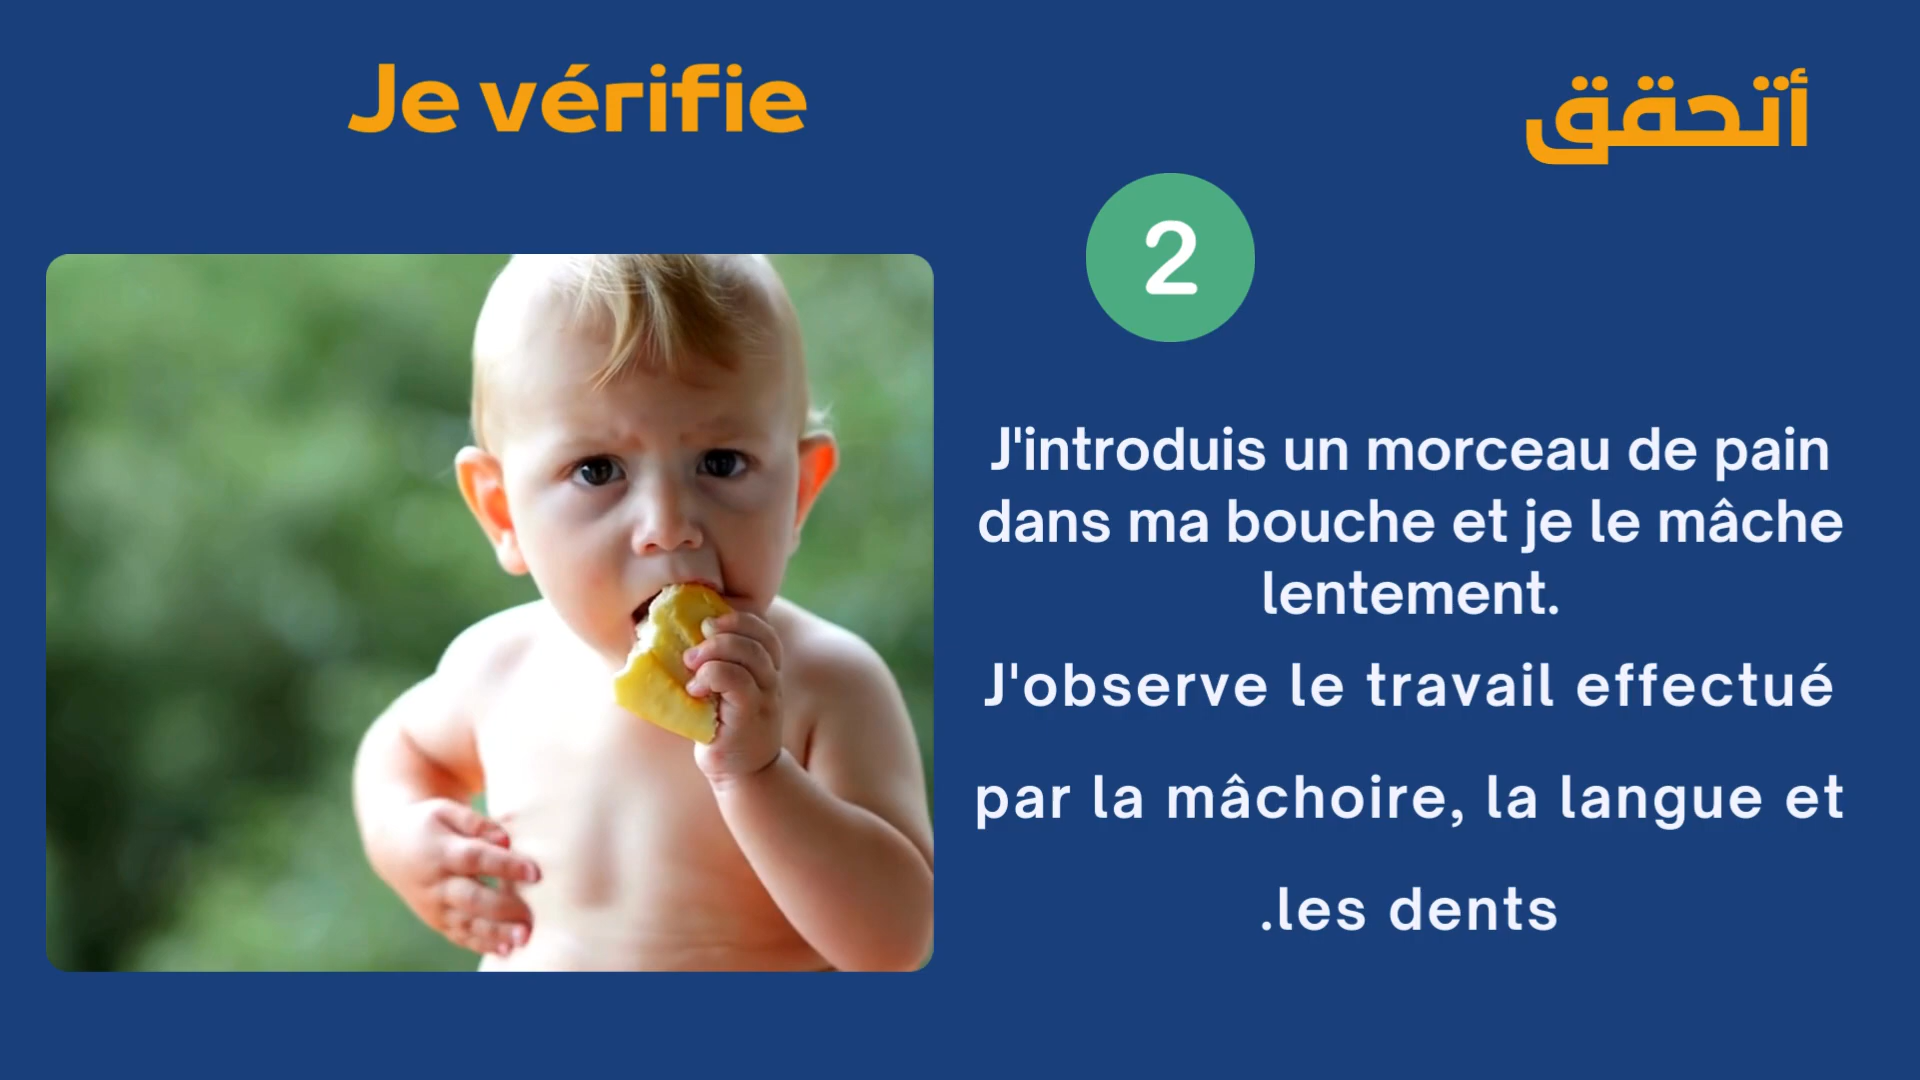 Je vérifie
أتحقق
2
J'introduis un morceau de pain
dans ma bouche et je le mâche
lentement.
J'observe le travail effectué
par la mâchoire, la langue et
.les dents